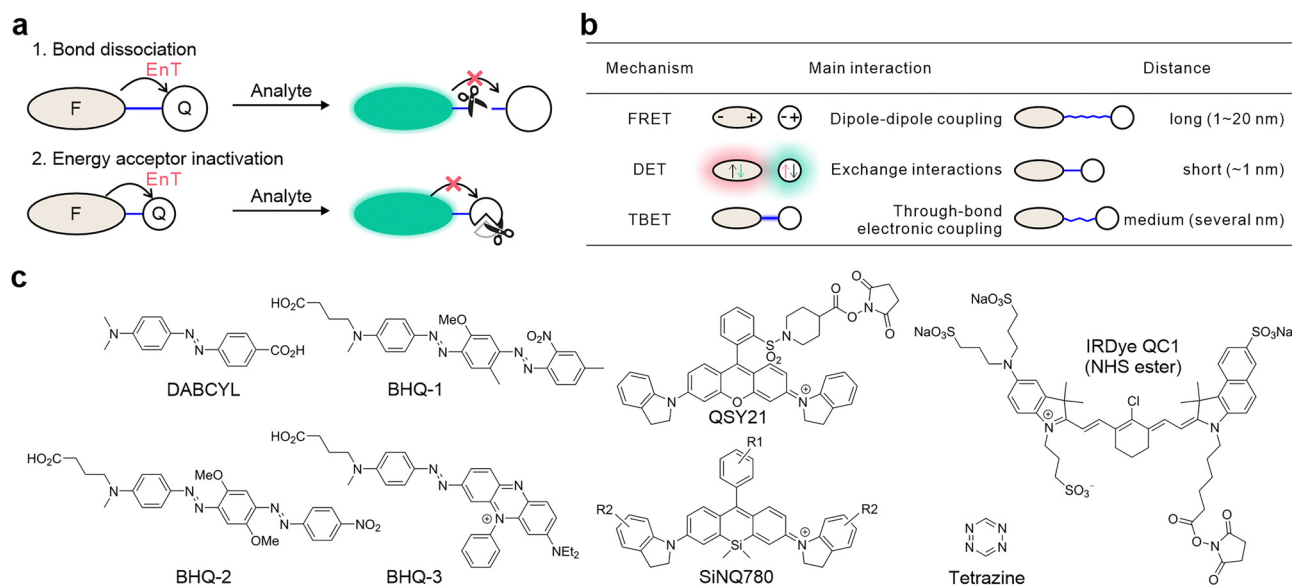 a
1. Bond dissociation
EnT
F
Q
Analyte
2. Energy acceptor inactivation
EnT
F
Q
Analyte
b
Mechanism Main interaction Distance
FRET - + - + Dipole-dipole coupling long (1~20 nm)
DET ↑↓ ↑↓ Exchange interactions short (~1 nm)
TBET Through-bond
electronic coupling medium (several nm)
c
N
N
N
CO₂H
DABCYL
HO₂C
N
N
N
MeO
N
N
NO₂
BHQ-1
O
O
N
O
O
N
S
O₂
N
O
N
+
QSY21
NaO₃S
NaO₃S
N
N
+
SO₃⁻
Cl
N
SO₃Na
O
O
N
O
O
IRDye QC1
(NHS ester)
HO₂C
N
N
N
MeO
OMe
N
N
NO₂
BHQ-2
HO₂C
N
N
N
N
N
+
NEt₂
BHQ-3
R1
R2
R2
N
Si
N
+
SiNQ780
N
N
N
N
Tetrazine